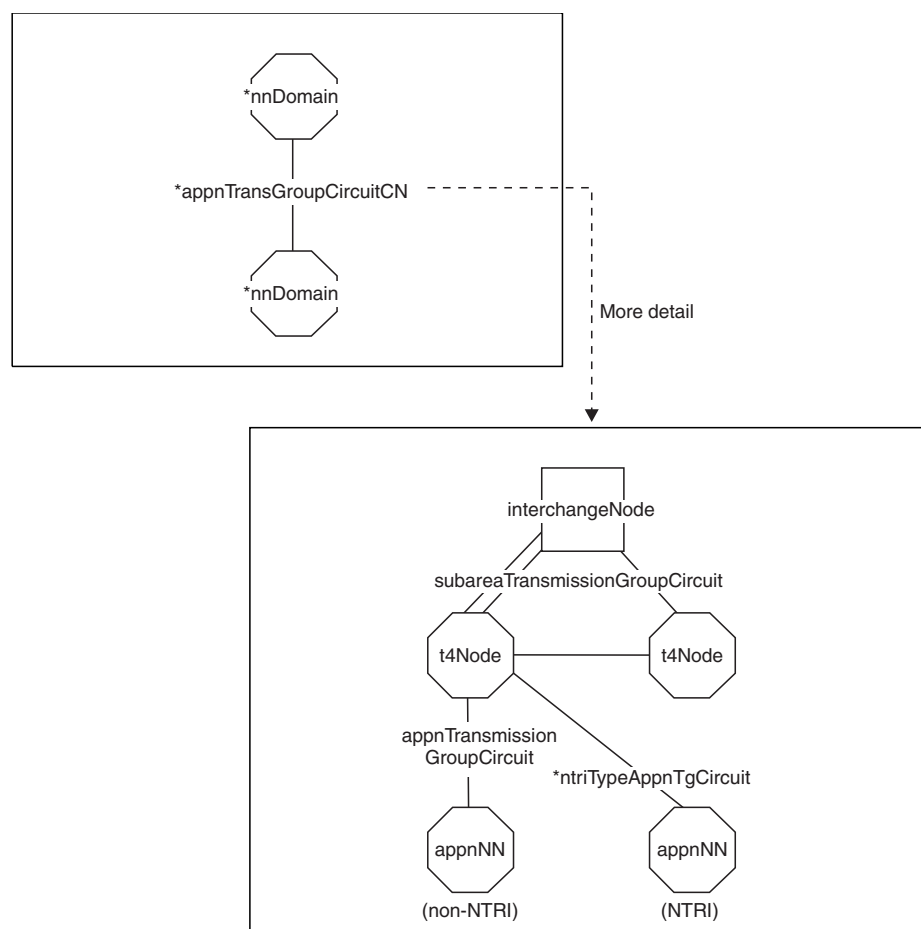 *nnDomain
*appnTransGroupCircuitCN
*nnDomain
More detail
interchangeNode
subareaTransmissionGroupCircuit
t4Node
t4Node
appnTransmission
GroupCircuit
*ntriTypeAppnTgCircuit
appnNN
appnNN
(non-NTRI)
(NTRI)